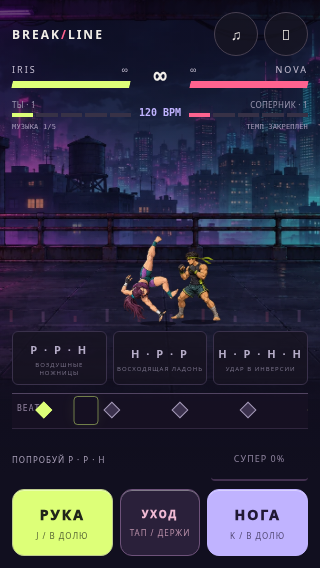 BREAK/LINE
♫
IRIS ∞
∞
∞ NOVA
ТЫ · 1
120 BPM
СОПЕРНИК · 1
МУЗЫКА 1/5
ТЕМП ЗАКРЕПЛЁН
Р · Р · Н
ВОЗДУШНЫЕ
НОЖНИЦЫ
Н · Р · Р
ВОСХОДЯЩАЯ ЛАДОНЬ
Н · Р · Н · Н
УДАР В ИНВЕРСИИ
BEAT
ПОПРОБУЙ Р · Р · Н
СУПЕР 0%
РУКА
J / В ДОЛЮ
УХОД
ТАП / ДЕРЖИ
НОГА
K / В ДОЛЮ